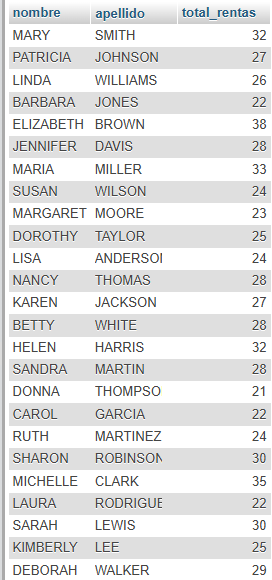 nombre apellido total_rentas
MARY SMITH 32
PATRICIA JOHNSON 27
LINDA WILLIAMS 26
BARBARA JONES 22
ELIZABETH BROWN 38
JENNIFER DAVIS 28
MARIA MILLER 33
SUSAN WILSON 24
MARGARET MOORE 23
DOROTHY TAYLOR 25
LISA ANDERSO 24
NANCY THOMAS 28
KAREN JACKSON 27
BETTY WHITE 28
HELEN HARRIS 32
SANDRA MARTIN 28
DONNA THOMPSO 21
CAROL GARCIA 22
RUTH MARTINEZ 24
SHARON ROBINSON 30
MICHELLE CLARK 35
LAURA RODRIGUE 22
SARAH LEWIS 30
KIMBERLY LEE 25
DEBORAH WALKER 29